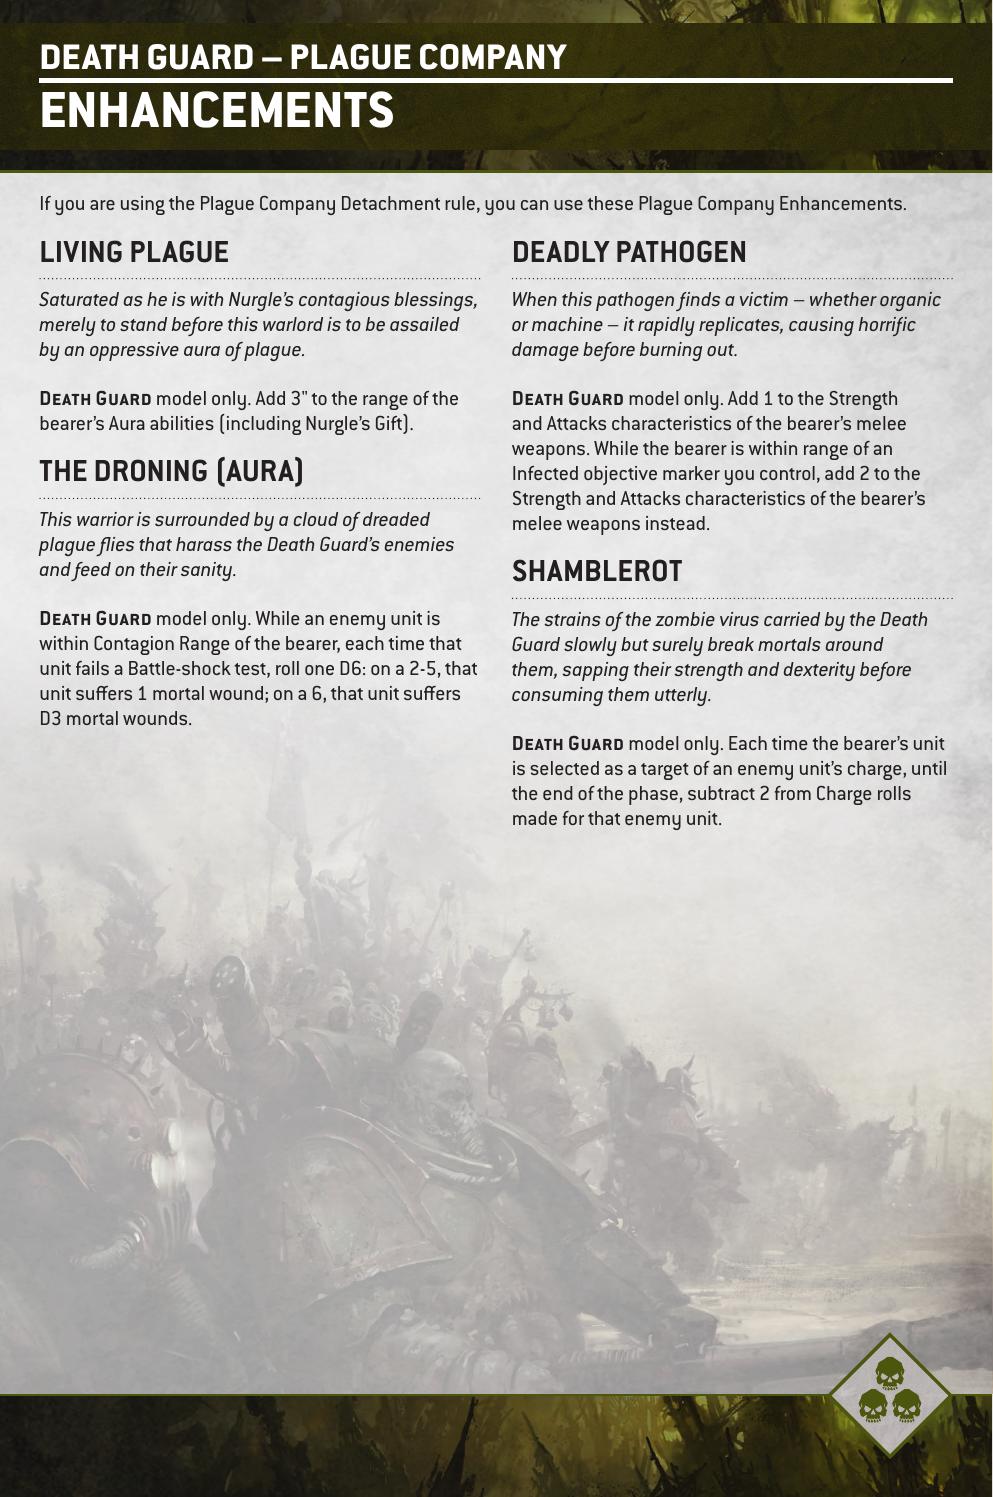 DEATH GUARD – PLAGUE COMPANY
ENHANCEMENTS
If you are using the Plague Company Detachment rule, you can use these Plague Company Enhancements.
LIVING PLAGUE
Saturated as he is with Nurgle’s contagious blessings,
merely to stand before this warlord is to be assailed
by an oppressive aura of plague.
DEATH GUARD model only. Add 3" to the range of the
bearer’s Aura abilities (including Nurgle’s Gift).
THE DRONING (AURA)
This warrior is surrounded by a cloud of dreaded
plague flies that harass the Death Guard’s enemies
and feed on their sanity.
DEATH GUARD model only. While an enemy unit is
within Contagion Range of the bearer, each time that
unit fails a Battle-shock test, roll one D6: on a 2-5, that
unit suffers 1 mortal wound; on a 6, that unit suffers
D3 mortal wounds.
DEADLY PATHOGEN
When this pathogen finds a victim – whether organic
or machine – it rapidly replicates, causing horrific
damage before burning out.
DEATH GUARD model only. Add 1 to the Strength
and Attacks characteristics of the bearer’s melee
weapons. While the bearer is within range of an
Infected objective marker you control, add 2 to the
Strength and Attacks characteristics of the bearer’s
melee weapons instead.
SHAMBLEROT
The strains of the zombie virus carried by the Death
Guard slowly but surely break mortals around
them, sapping their strength and dexterity before
consuming them utterly.
DEATH GUARD model only. Each time the bearer’s unit
is selected as a target of an enemy unit’s charge, until
the end of the phase, subtract 2 from Charge rolls
made for that enemy unit.